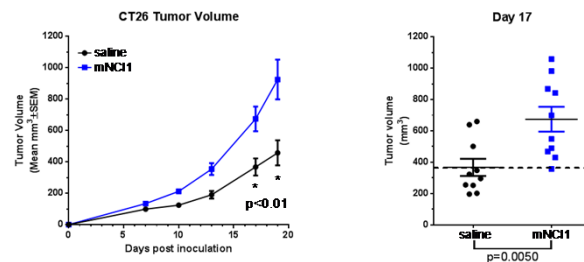 CT26 Tumor Volume
saline
mNCI1
Tumor Volume
(Mean mm³±SEM)
1200
1000
800
600
400
200
0
*
*
p<0.01
0
5
10
15
20
Days post inoculation
Day 17
Tumor Volume
(mm³)
1200
1000
800
600
400
200
0
saline
mNCI1
p=0.0050